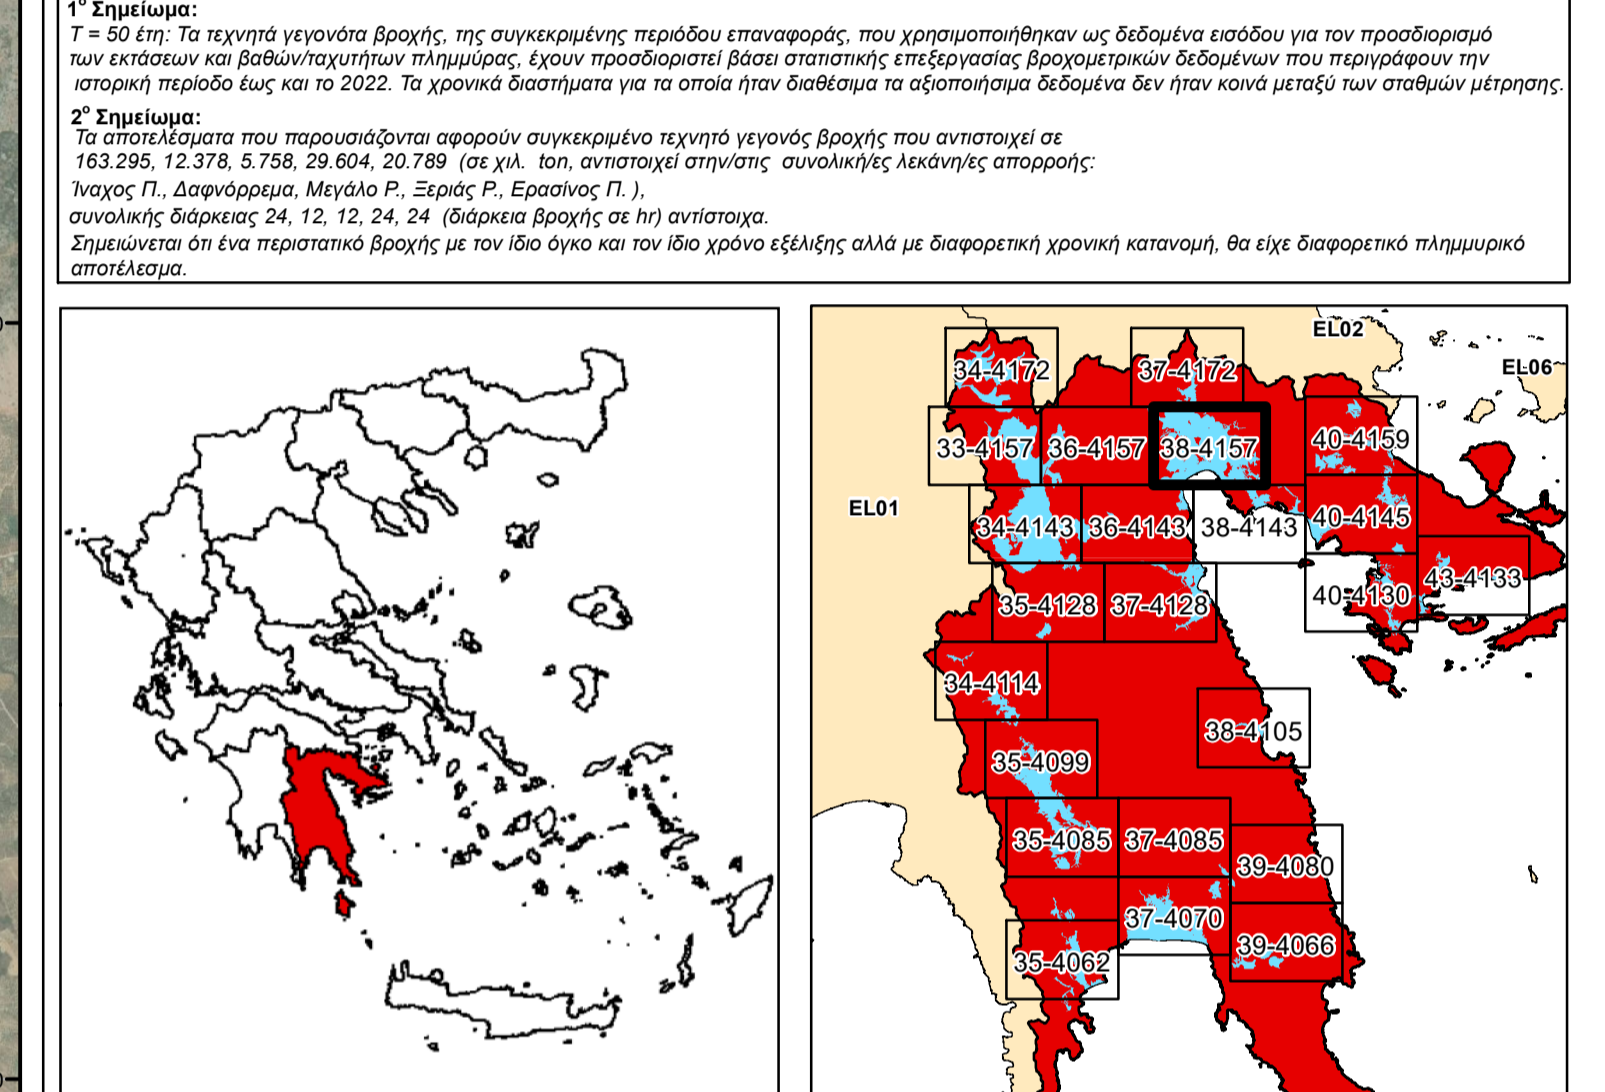 1ο Σημείωμα:
T = 50 έτη: Τα τεχνητά γεγονότα βροχής, της συγκεκριμένης περιόδου επαναφοράς, που χρησιμοποιήθηκαν ως δεδομένα εισόδου για τον προσδιορισμό
των εκτάσεων και βαθών/ταχυτήτων πλημμύρας, έχουν προσδιοριστεί βάσει στατιστικής επεξεργασίας βροχομετρικών δεδομένων που περιγράφουν την
ιστορική περίοδο έως και το 2022. Τα χρονικά διαστήματα για τα οποία ήταν διαθέσιμα τα αξιοποιήσιμα δεδομένα δεν ήταν κοινά μεταξύ των σταθμών μέτρησης.
2ο Σημείωμα:
Τα αποτελέσματα που παρουσιάζονται αφορούν συγκεκριμένο τεχνητό γεγονός βροχής που αντιστοιχεί σε
163.295, 12.378, 5.758, 29.604, 20.789 (σε χιλ. ton, αντιστοιχεί στην/στις συνολική/ες λεκάνη/ες απορροής:
Ίναχος Π., Δαφνόρρεμα, Μεγάλο Ρ., Ξεριάς Ρ., Ερασίνος Π. ),
συνολικής διάρκειας 24, 12, 12, 24, 24 (διάρκεια βροχής σε hr) αντίστοιχα.
Σημειώνεται ότι ένα περιστατικό βροχής με τον ίδιο όγκο και τον ίδιο χρόνο εξέλιξης αλλά με διαφορετική χρονική κατανομή, θα είχε διαφορετικό πλημμυρικό
αποτέλεσμα.
EL02
EL06
34-4172
37-4172
33-4157
36-4157
38-4157
40-4159
EL01
34-4143
36-4143
38-4143
40-4145
35-4128
37-4128
40-4130
43-4133
34-4114
38-4105
35-4099
35-4085
37-4085
39-4080
37-4070
39-4066
35-4062